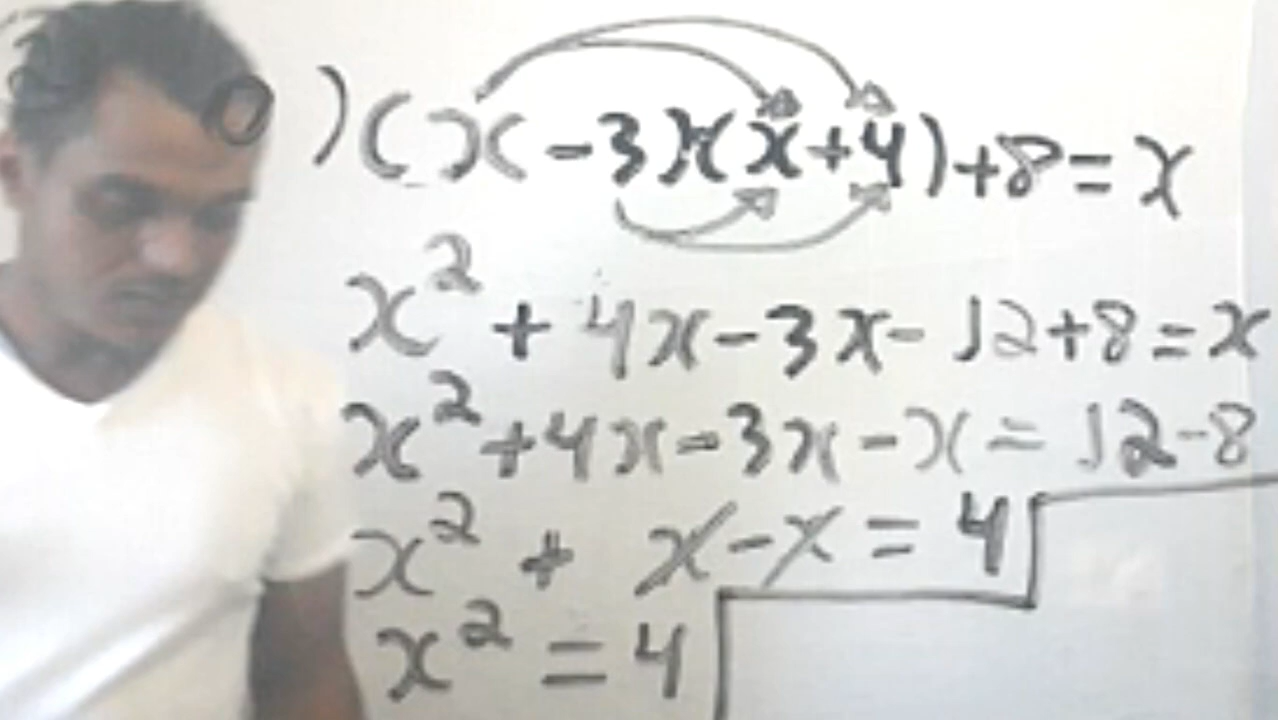 )(x-3)(x+4)+8=x
x²+4x-3x-12+8=x
x²+4x-3x-x=12-8
x²+x-x=4
x²=4